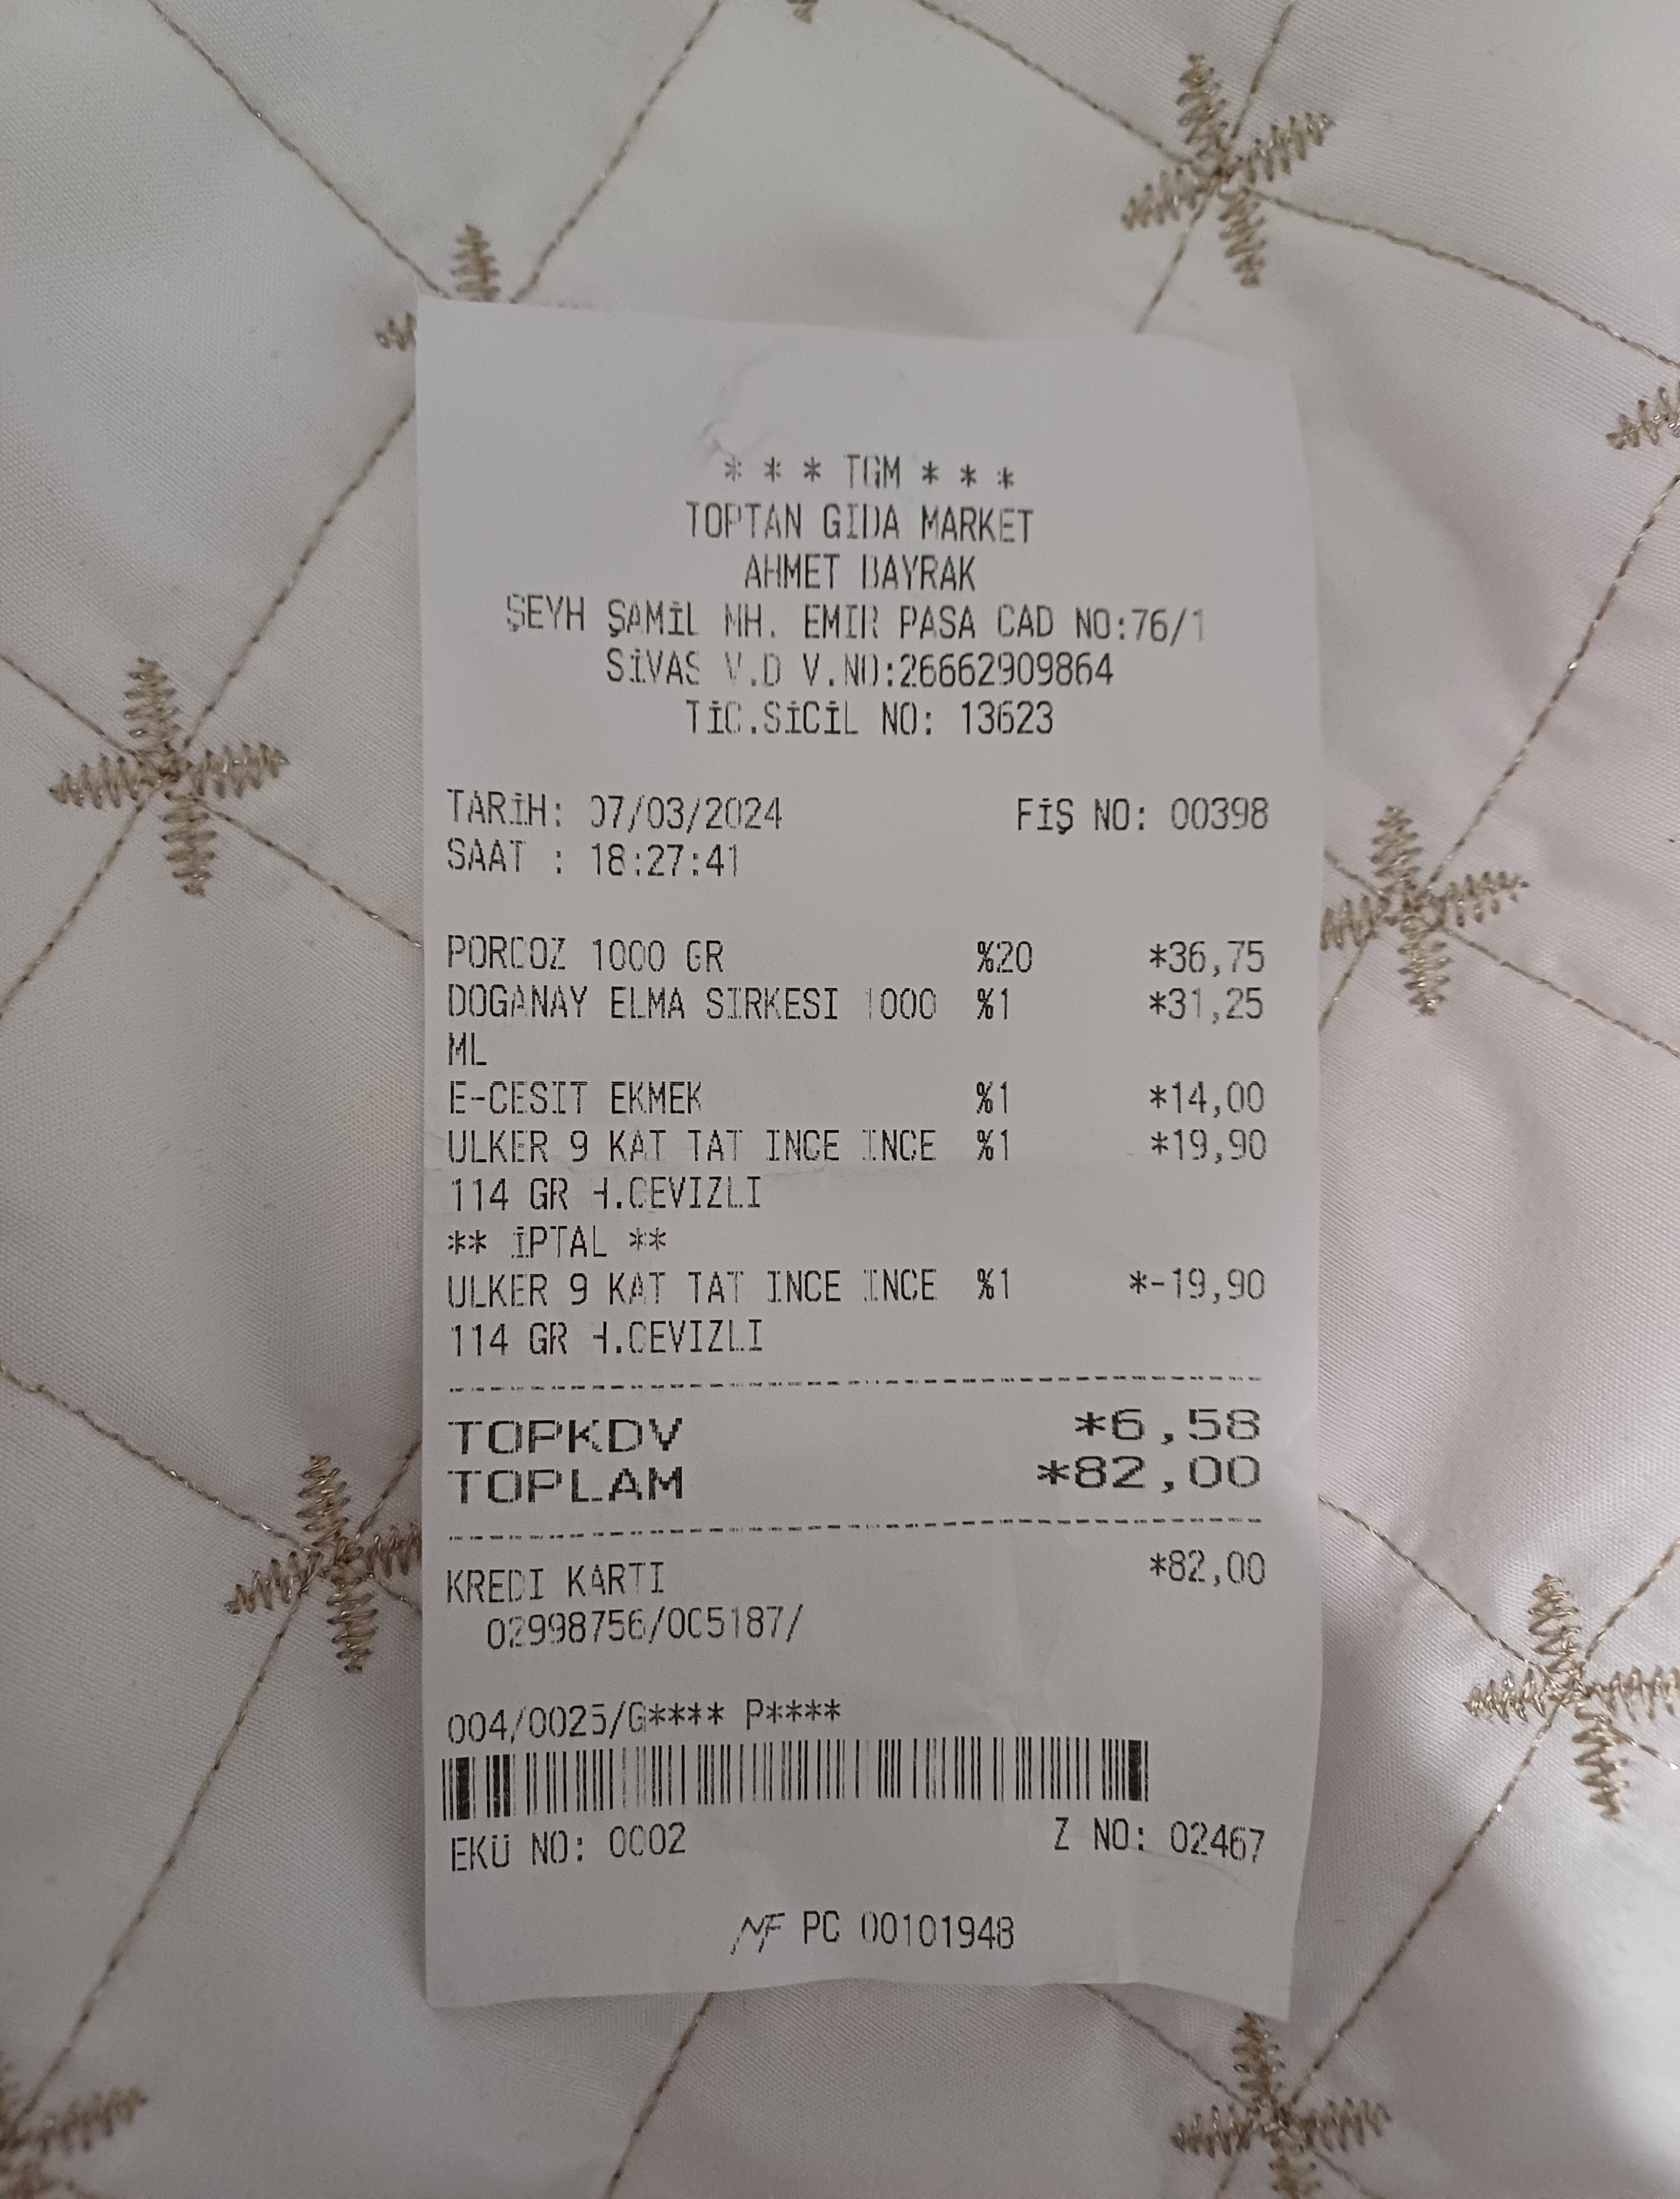 * * * TGM * * *
TOPTAN GIDA MARKET
AHMET BAYRAK
ŞEYH ŞAMİL MH. EMIR PASA CAD NO:76/1
SİVAS V.D V.NO:26662909864
TİC.SİCİL NO: 13623
TARİH: 07/03/2024 FİŞ NO: 00398
SAAT : 18:27:41
PORÇOZ 1000 GR %20 *36,75
DOGANAY ELMA SIRKESI 1000 %1 *31,25
ML
E-CESIT EKMEK %1 *14,00
ULKER 9 KAT TAT INCE INCE %1 *19,90
114 GR H.CEVIZLI
** İPTAL **
ULKER 9 KAT TAT INCE INCE %1 *-19,90
114 GR H.CEVIZLI
TOPKDV *6,58
TOPLAM *82,00
KREDI KARTI *82,00
02998756/005187/
004/0025/G**** P****
EKÜ NO: 0002 Z NO: 02467
MF PC 00101948